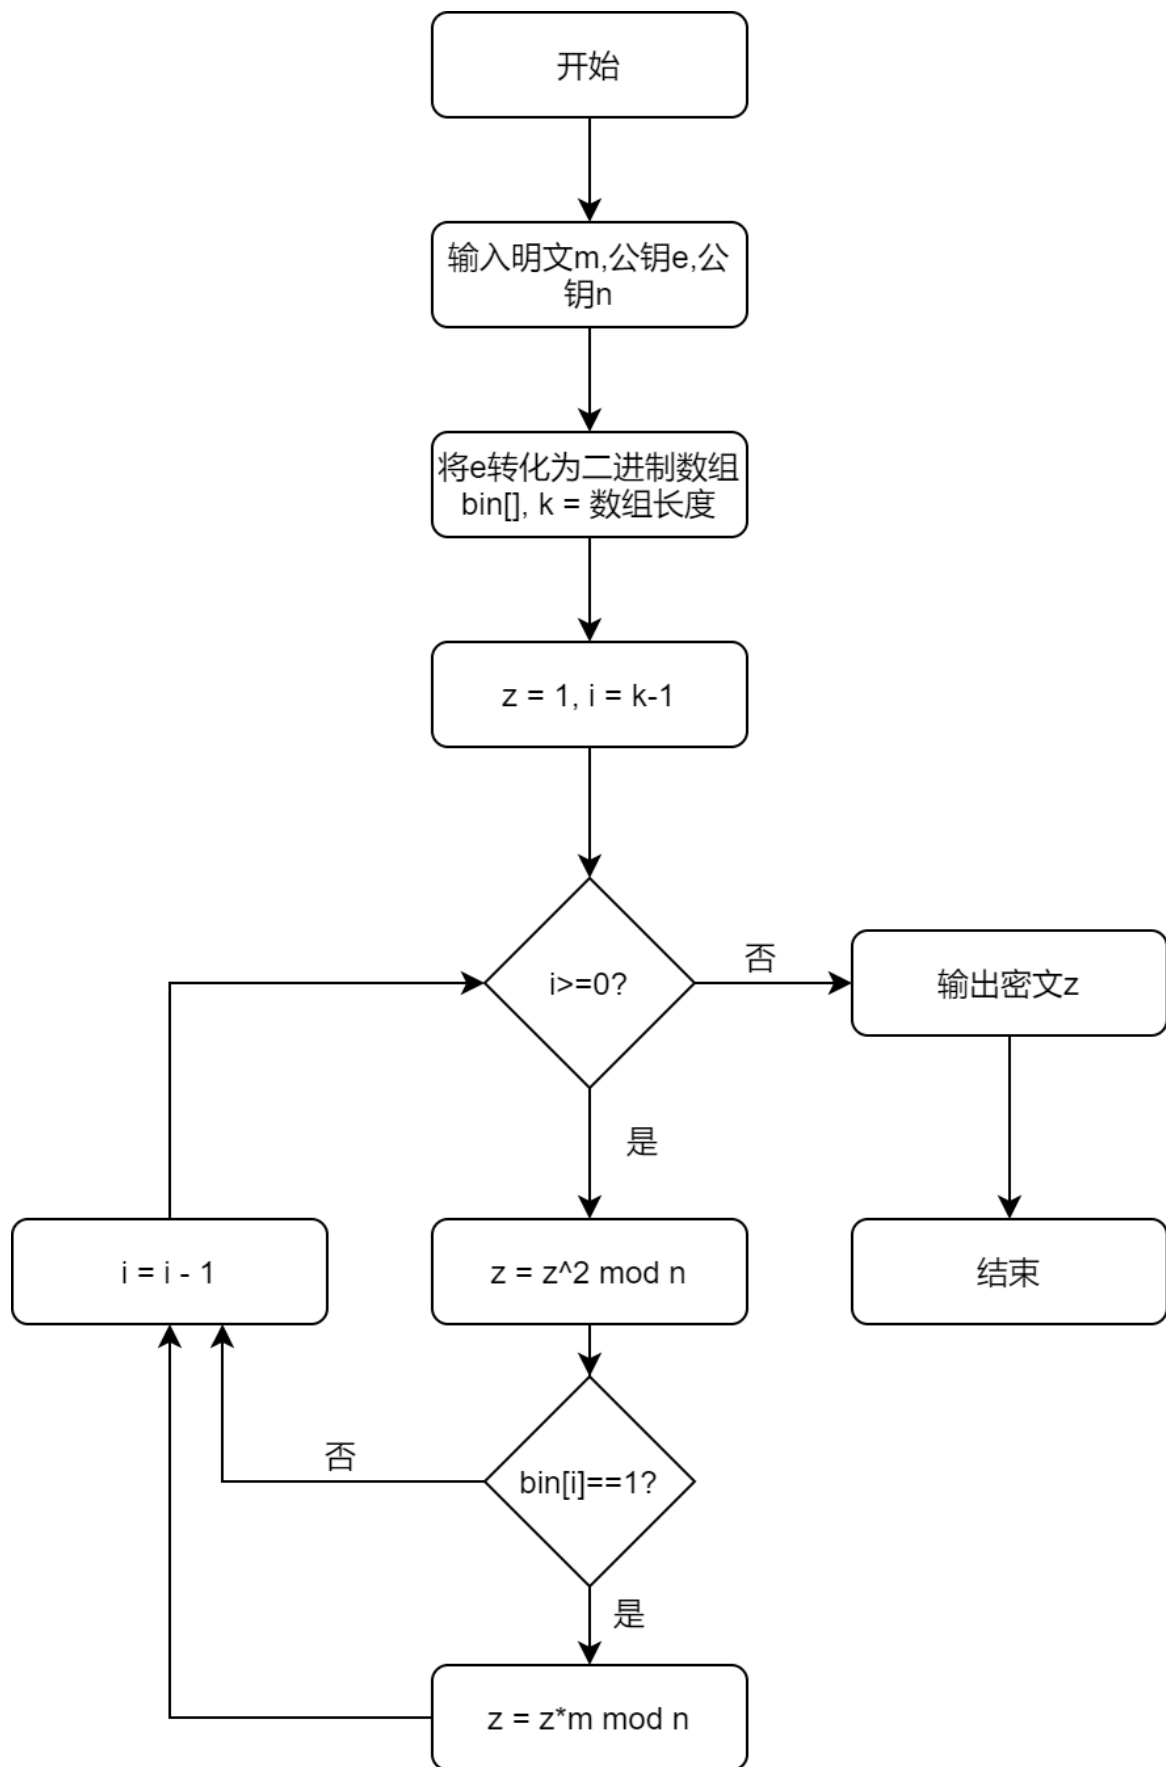 开始
输入明文m,公钥e,公
钥n
将e转化为二进制数组
bin[], k = 数组长度
z = 1, i = k-1
i>=0?
否
输出密文z
是
i = i - 1
z = z^2 mod n
结束
否
bin[i]==1?
是
z = z*m mod n